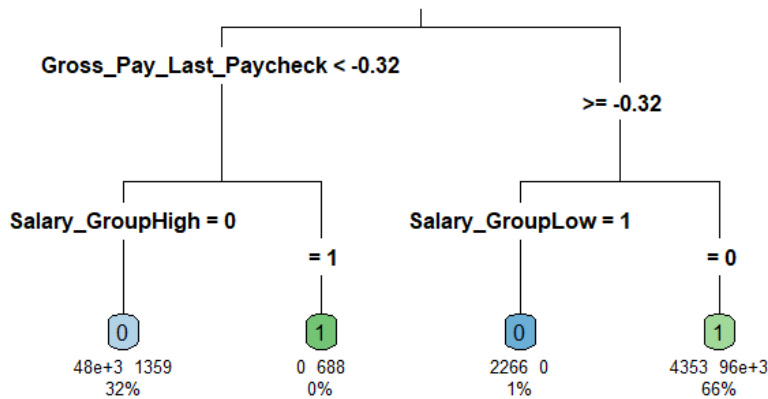 Gross_Pay_Last_Paycheck < -0.32
>= -0.32
Salary_GroupHigh = 0
Salary_GroupLow = 1
= 1
= 0
0
1
0
1
48e+3 1359
0 688
2266 0
4353 96e+3
32%
0%
1%
66%